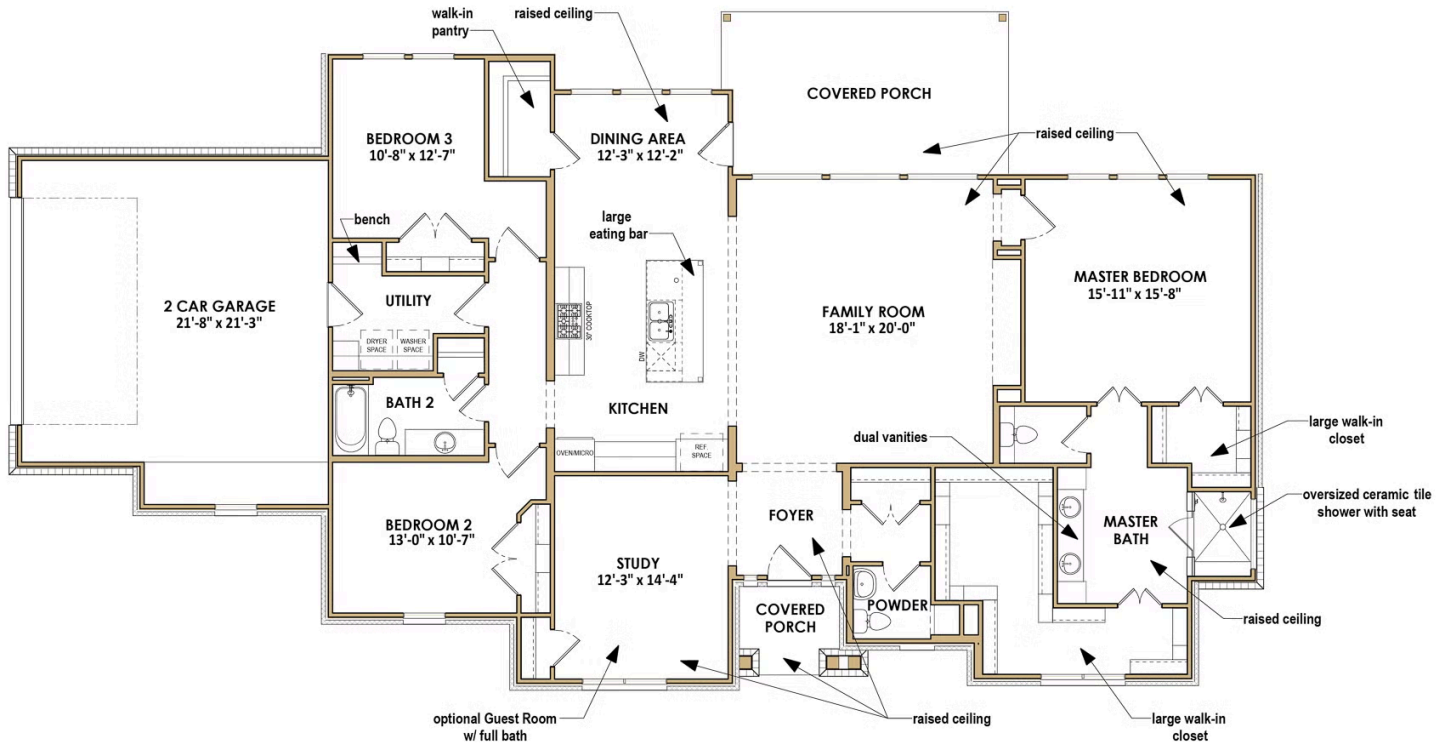 walk-in
pantry
raised ceiling
COVERED PORCH
BEDROOM 3
10'-8" x 12'-7"
DINING AREA
12'-3" x 12'-2"
raised ceiling
bench
large
eating bar
MASTER BEDROOM
15'-11" x 15'-8"
2 CAR GARAGE
21'-8" x 21'-3"
UTILITY
FAMILY ROOM
18'-1" x 20'-0"
30" COOKTOP
DRYER
SPACE
WASHER
SPACE
DW
BATH 2
KITCHEN
large walk-in
closet
dual vanities
OVEN/MICRO
REF.
SPACE
oversized ceramic tile
shower with seat
BEDROOM 2
13'-0" x 10'-7"
FOYER
MASTER
BATH
STUDY
12'-3" x 14'-4"
COVERED
PORCH
POWDER
raised ceiling
optional Guest Room
w/ full bath
raised ceiling
large walk-in
closet